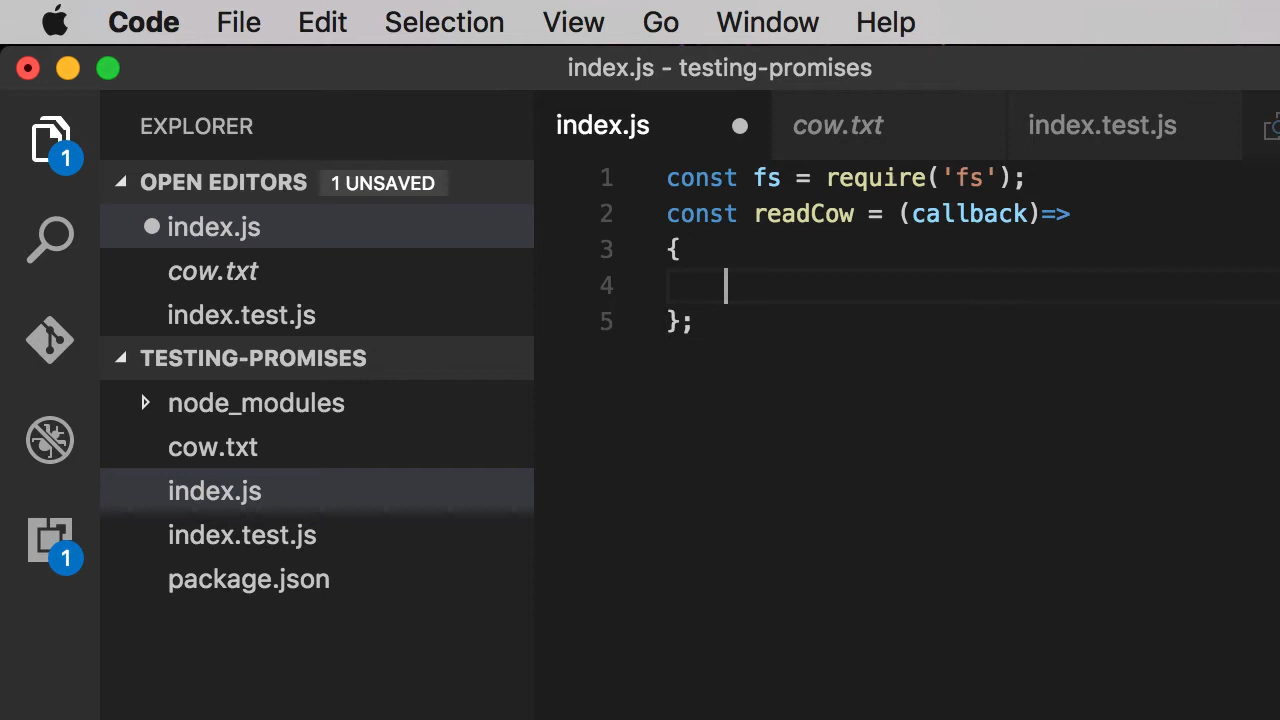 Code File Edit Selection View Go Window Help
index.js - testing-promises
EXPLORER
index.js cow.txt index.test.js
1
OPEN EDITORS 1 UNSAVED
index.js
cow.txt
index.test.js
TESTING-PROMISES
node_modules
cow.txt
index.js
index.test.js
package.json
1
1 const fs = require('fs');
2 const readCow = (callback)=>
3 {
4
5 };